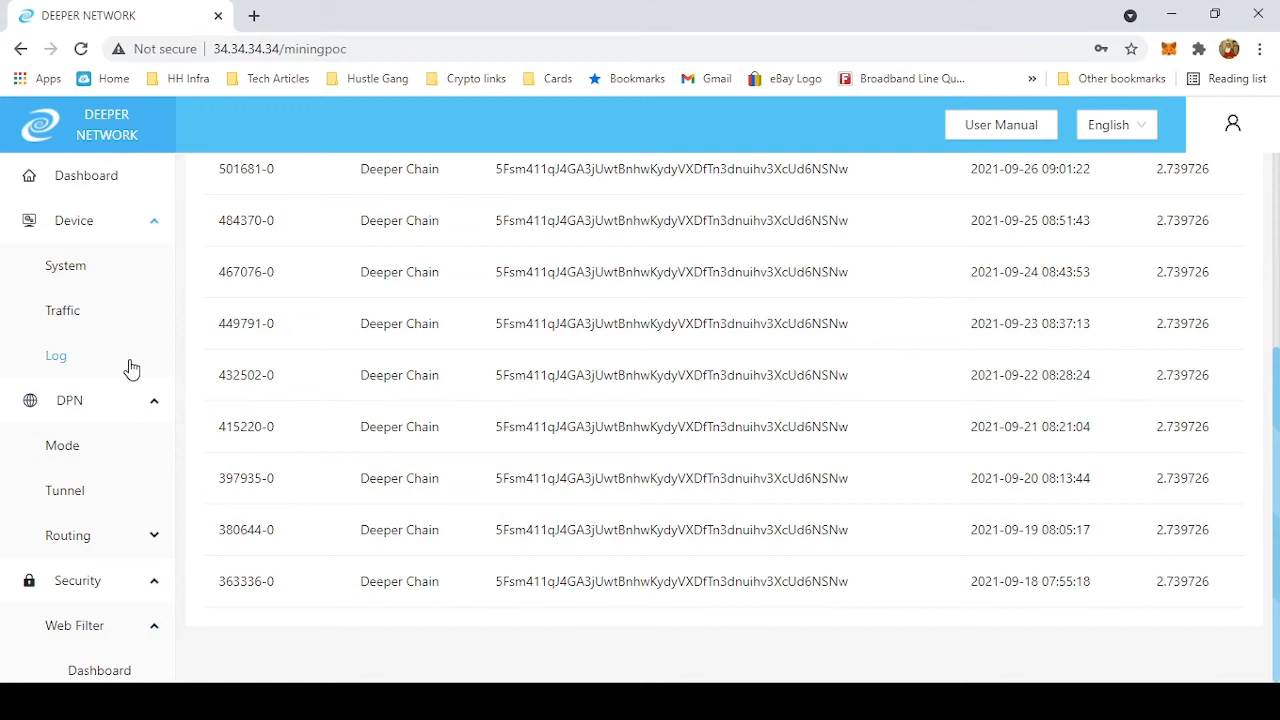 DEEPER NETWORK
Not secure 34.34.34.34/miningpoc
Apps Home HH Infra Tech Articles Hustle Gang Crypto links Cards Bookmarks Gmail eBay Logo Broadband Line Qu... » Other bookmarks Reading list
DEEPER
NETWORK
User Manual English
Dashboard
Device
System
Traffic
Log
DPN
Mode
Tunnel
Routing
Security
Web Filter
Dashboard
501681-0 Deeper Chain 5Fsm411qJ4GA3jUwtBnhwKydyVXDfTn3dnuihv3XcUd6NSNw 2021-09-26 09:01:22 2.739726
484370-0 Deeper Chain 5Fsm411qJ4GA3jUwtBnhwKydyVXDfTn3dnuihv3XcUd6NSNw 2021-09-25 08:51:43 2.739726
467076-0 Deeper Chain 5Fsm411qJ4GA3jUwtBnhwKydyVXDfTn3dnuihv3XcUd6NSNw 2021-09-24 08:43:53 2.739726
449791-0 Deeper Chain 5Fsm411qJ4GA3jUwtBnhwKydyVXDfTn3dnuihv3XcUd6NSNw 2021-09-23 08:37:13 2.739726
432502-0 Deeper Chain 5Fsm411qJ4GA3jUwtBnhwKydyVXDfTn3dnuihv3XcUd6NSNw 2021-09-22 08:28:24 2.739726
415220-0 Deeper Chain 5Fsm411qJ4GA3jUwtBnhwKydyVXDfTn3dnuihv3XcUd6NSNw 2021-09-21 08:21:04 2.739726
397935-0 Deeper Chain 5Fsm411qJ4GA3jUwtBnhwKydyVXDfTn3dnuihv3XcUd6NSNw 2021-09-20 08:13:44 2.739726
380644-0 Deeper Chain 5Fsm411qJ4GA3jUwtBnhwKydyVXDfTn3dnuihv3XcUd6NSNw 2021-09-19 08:05:17 2.739726
363336-0 Deeper Chain 5Fsm411qJ4GA3jUwtBnhwKydyVXDfTn3dnuihv3XcUd6NSNw 2021-09-18 07:55:18 2.739726